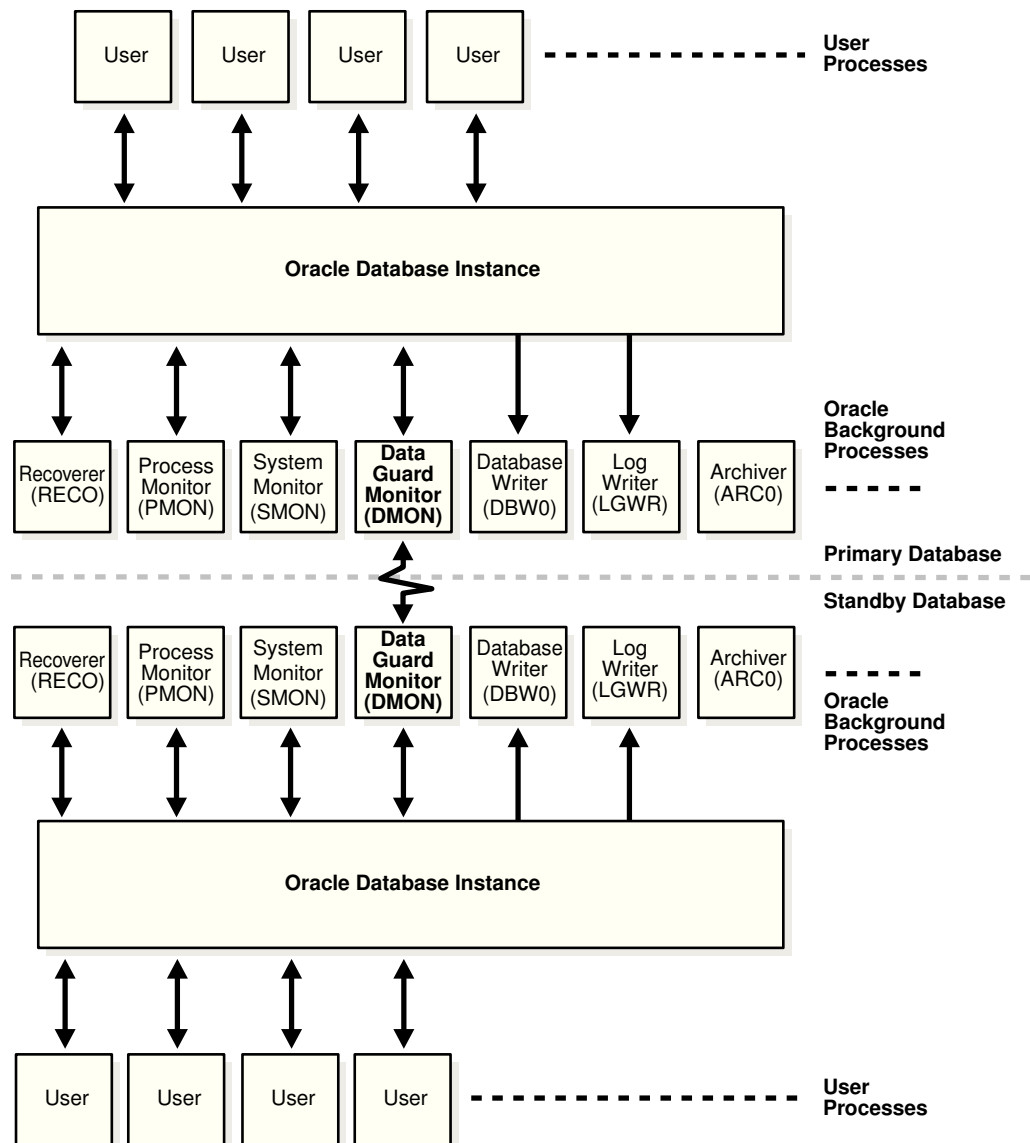 User
User
User
User
User
Processes
Oracle Database Instance
Oracle
Background
Processes
Recoverer
(RECO)
Process
Monitor
(PMON)
System
Monitor
(SMON)
Data
Guard
Monitor
(DMON)
Database
Writer
(DBW0)
Log
Writer
(LGWR)
Archiver
(ARC0)
Primary Database
Standby Database
Recoverer
(RECO)
Process
Monitor
(PMON)
System
Monitor
(SMON)
Data
Guard
Monitor
(DMON)
Database
Writer
(DBW0)
Log
Writer
(LGWR)
Archiver
(ARC0)
Oracle
Background
Processes
Oracle Database Instance
User
User
User
User
User
Processes